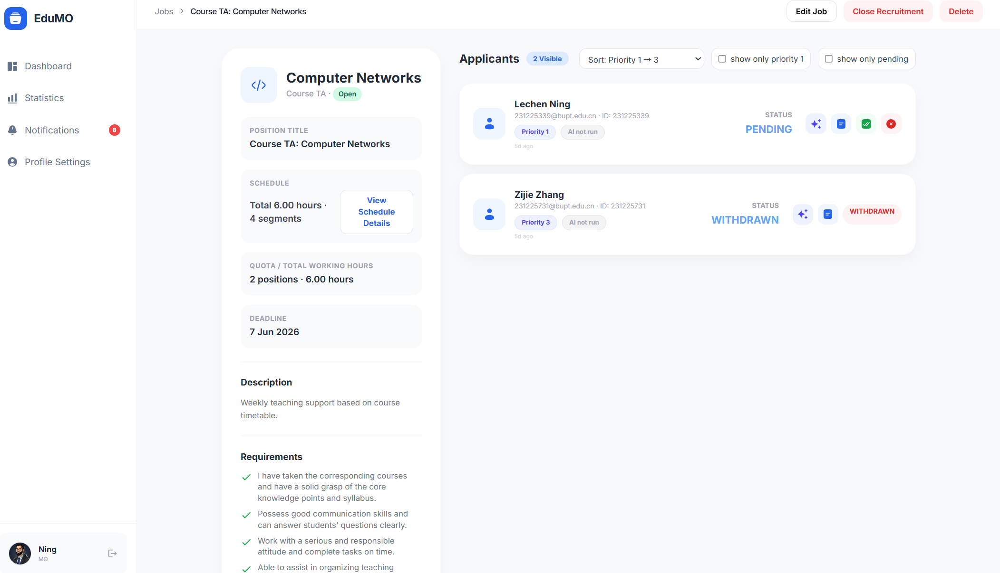 EduMO
Dashboard
Statistics
Notifications
8
Profile Settings
Ning
MO
Jobs > Course TA: Computer Networks
Edit Job
Close Recruitment
Delete
Computer Networks
Course TA · Open
POSITION TITLE
Course TA: Computer Networks
SCHEDULE
Total 6.00 hours ·
4 segments
View
Schedule
Details
QUOTA / TOTAL WORKING HOURS
2 positions · 6.00 hours
DEADLINE
7 Jun 2026
Description
Weekly teaching support based on course
timetable.
Requirements
I have taken the corresponding courses
and have a solid grasp of the core
knowledge points and syllabus.
Possess good communication skills and
can answer students' questions clearly.
Work with a serious and responsible
attitude and complete tasks on time.
Able to assist in organizing teaching
Applicants
2 Visible
Sort: Priority 1 → 3
show only priority 1
show only pending
Lechen Ning
231225339@bupt.edu.cn · ID: 231225339
Priority 1
AI not run
5d ago
STATUS
PENDING
Zijie Zhang
231225731@bupt.edu.cn · ID: 231225731
Priority 3
AI not run
5d ago
STATUS
WITHDRAWN
WITHDRAWN